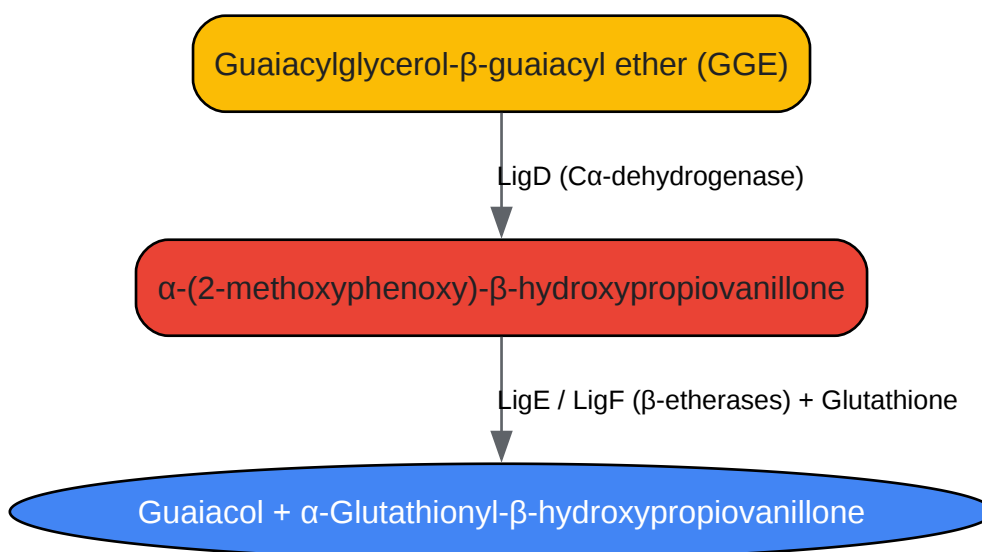 Guaiacylglycerol-β-guaiacyl ether (GGE)
LigD (Cα-dehydrogenase)
α-(2-methoxyphenoxy)-β-hydroxypropiovanillone
LigE / LigF (β-etherases) + Glutathione
Guaiacol + α-Glutathionyl-β-hydroxypropiovanillone